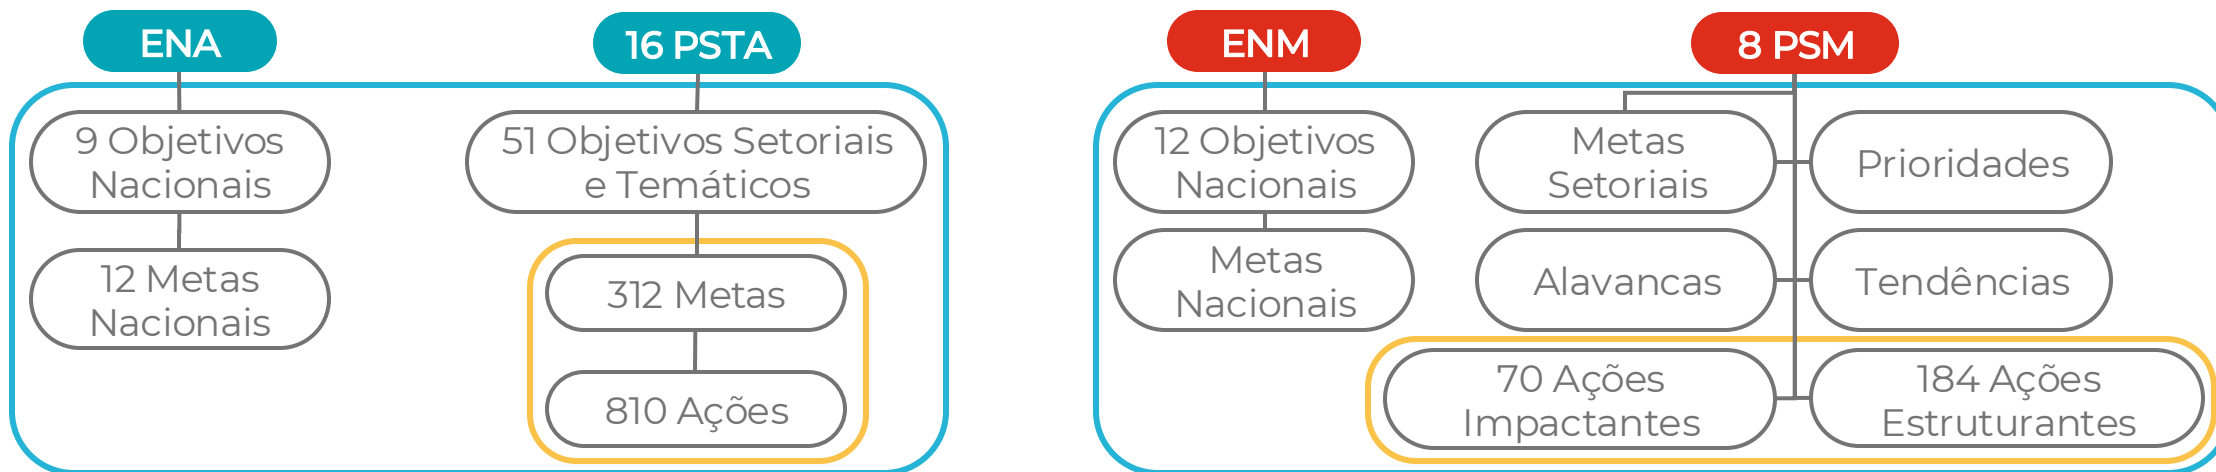 ENA
9 Objetivos
Nacionais
12 Metas
Nacionais
16 PSTA
51 Objetivos Setoriais
e Temáticos
312 Metas
810 Ações
ENM
12 Objetivos
Nacionais
Metas
Nacionais
8 PSM
Metas
Setoriais
Prioridades
Alavancas
Tendências
70 Ações
Impactantes
184 Ações
Estruturantes